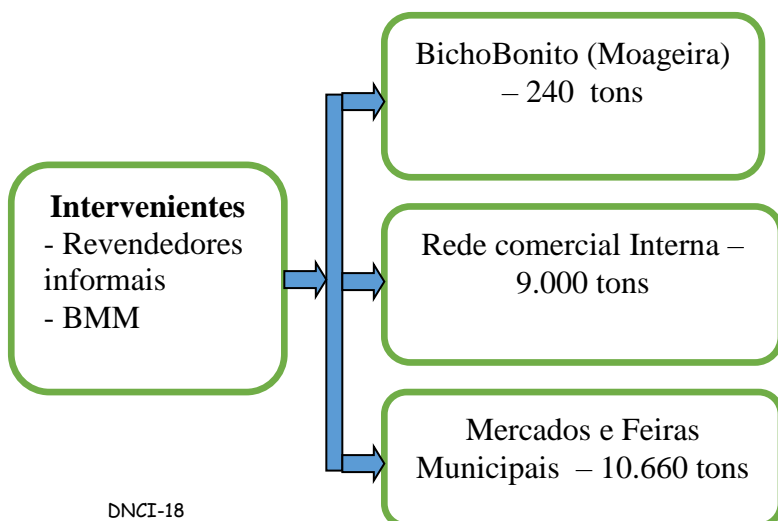 BichoBonito (Moageira)
– 240 tons
Intervenientes
- Revendedores
informais
- BMM
Rede comercial Interna –
9.000 tons
Mercados e Feiras
Municipais – 10.660 tons
DNCI-18